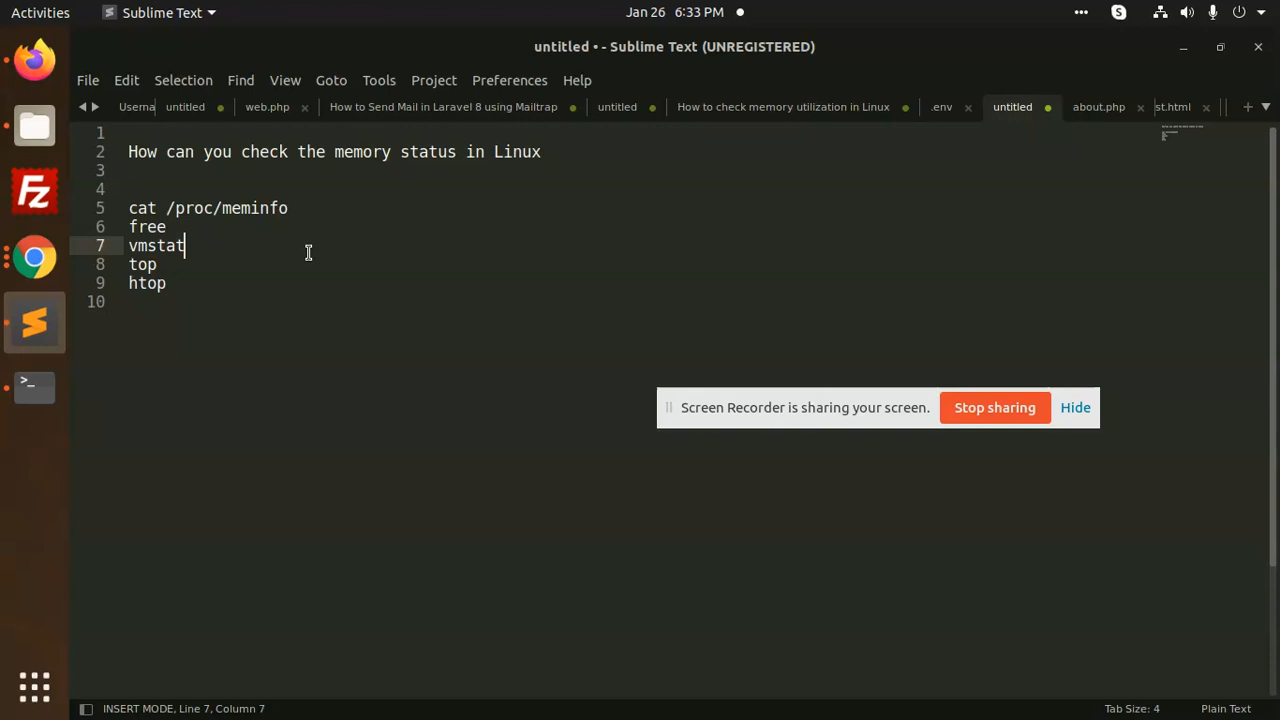 Activities Sublime Text Jan 26 6:33 PM
untitled • - Sublime Text (UNREGISTERED)
File Edit Selection Find View Goto Tools Project Preferences Help
Userna untitled web.php How to Send Mail in Laravel 8 using Mailtrap untitled How to check memory utilization in Linux .env untitled about.php st.html
1
2 How can you check the memory status in Linux
3
4
5 cat /proc/meminfo
6 free
7 vmstat
8 top
9 htop
10
Screen Recorder is sharing your screen. Stop sharing Hide
INSERT MODE, Line 7, Column 7 Tab Size: 4 Plain Text